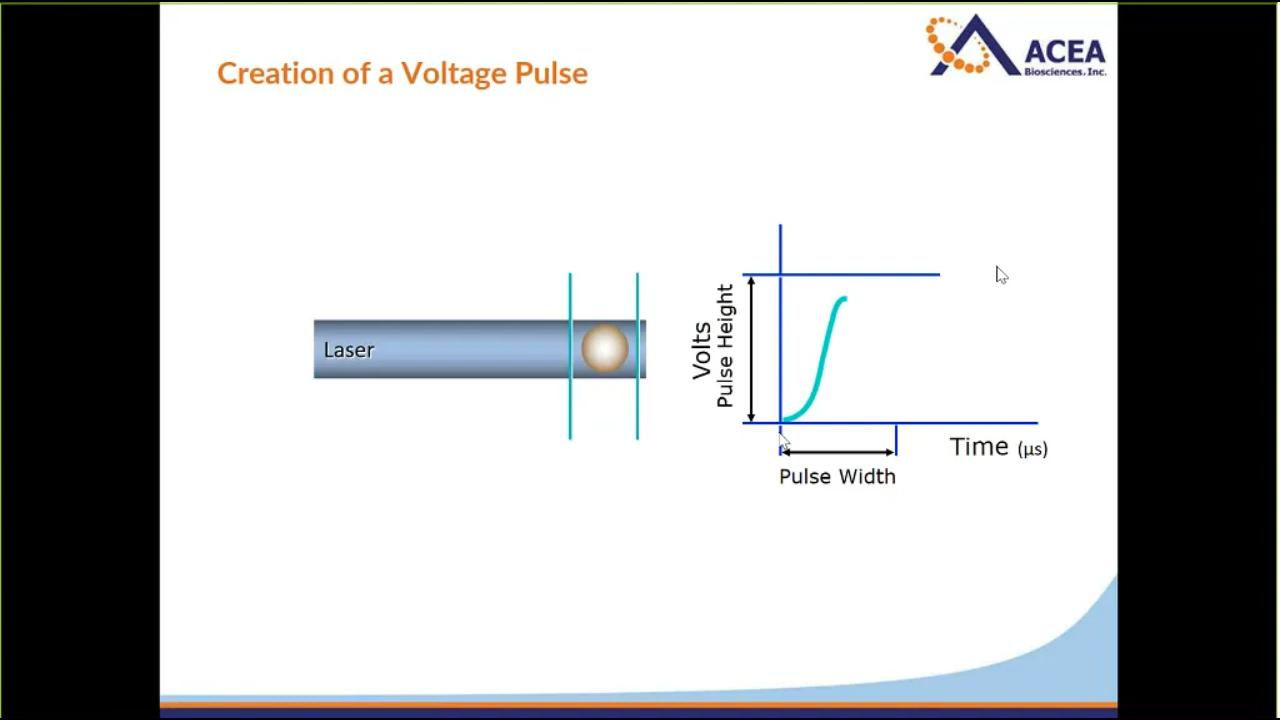 Creation of a Voltage Pulse
ACEA
Biosciences, Inc.
Laser
Volts
Pulse Height
Time (µs)
Pulse Width